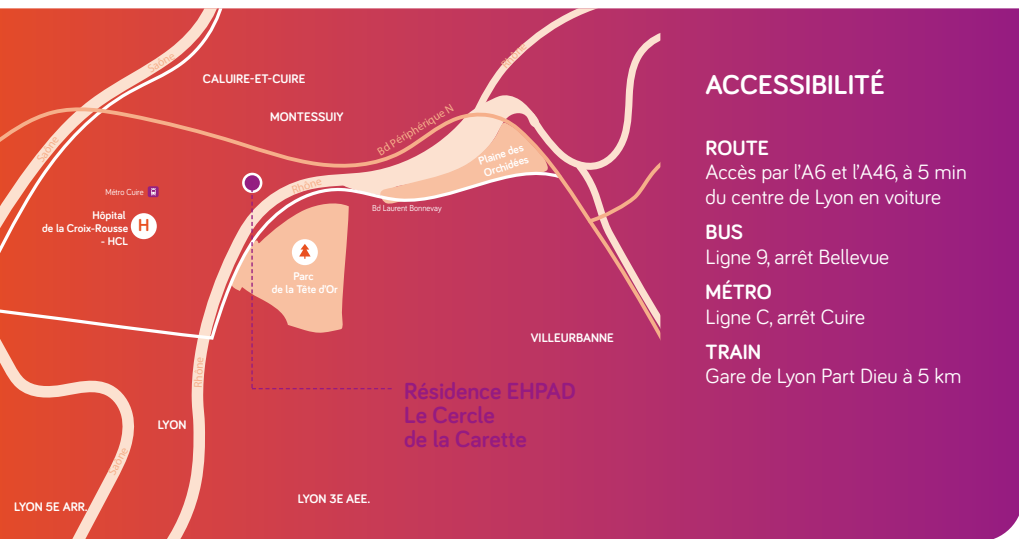 Saône
CALUIRE-ET-CUIRE
MONTESSUIY
Bd Périphérique N
Rhône
Saône
Plaine des
Orchidées
Métro Cuire
Rhône
Bd Laurent Bonnevay
Hôpital
de la Croix-Rousse
- HCL
H
Parc
de la Tête d'Or
VILLEURBANNE
Rhône
Résidence EHPAD
Le Cercle
de la Carette
LYON
Saône
LYON 5E ARR.
LYON 3E AEE.
ACCESSIBILITÉ
ROUTE
Accès par l’A6 et l’A46, à 5 min
du centre de Lyon en voiture
BUS
Ligne 9, arrêt Bellevue
MÉTRO
Ligne C, arrêt Cuire
TRAIN
Gare de Lyon Part Dieu à 5 km